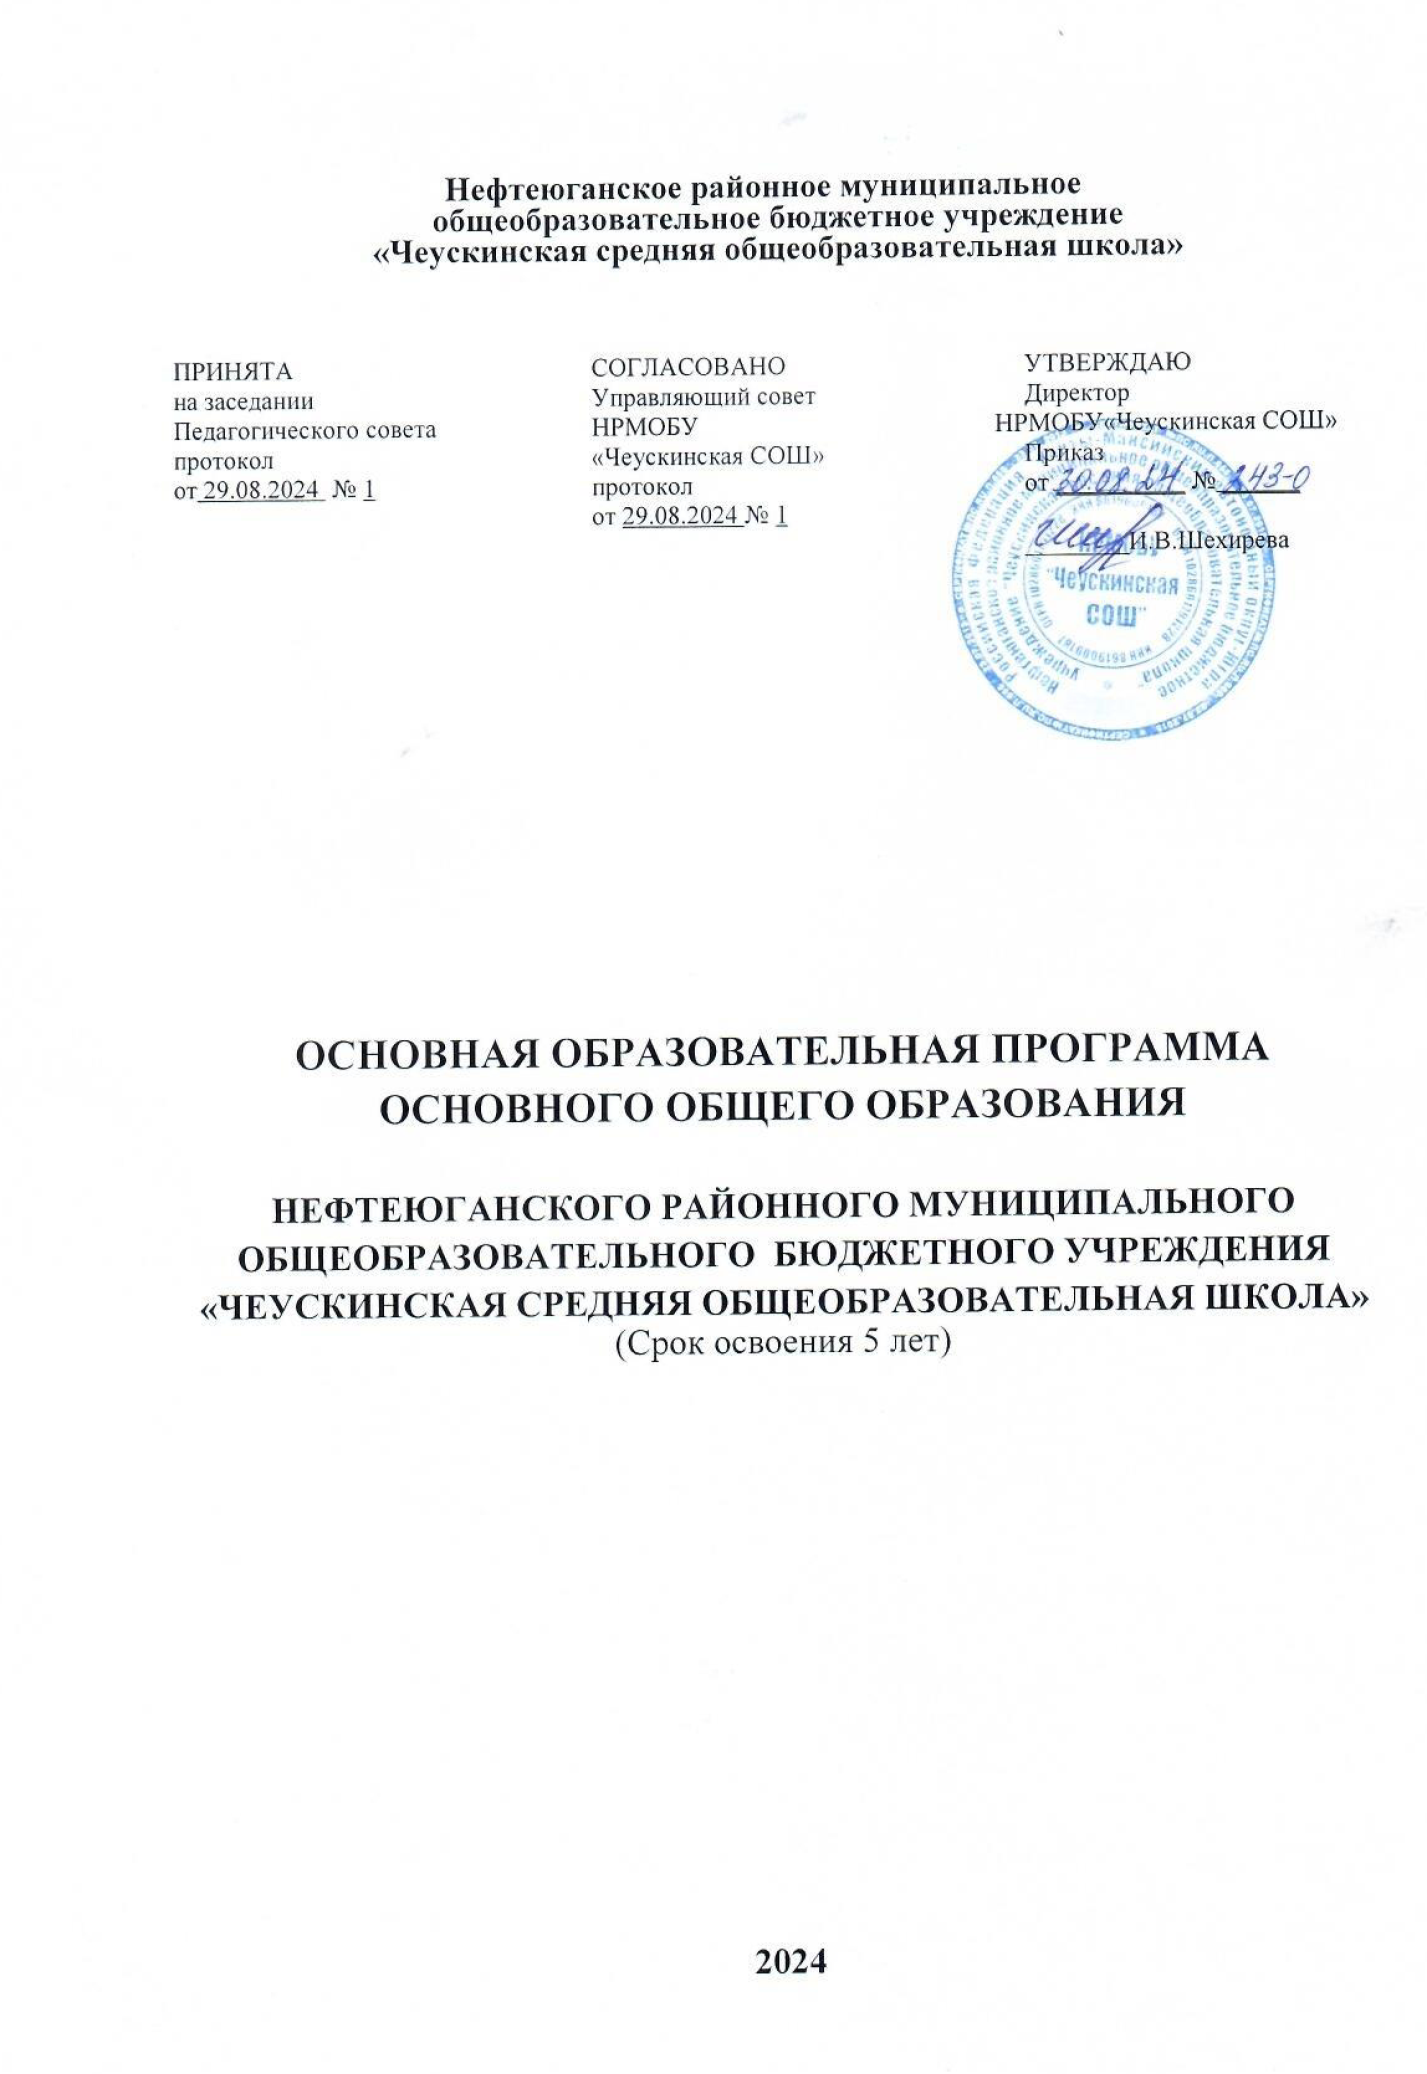 Нефтеюганское районное муниципальное
общеобразовательное бюджетное учреждение
«Чеускинская средняя общеобразовательная школа»
ПРИНЯТА
на заседании
Педагогического совета
протокол
от 29.08.2024 № 1
СОГЛАСОВАНО
Управляющий совет
НРМОБУ
«Чеускинская СОШ»
протокол
от 29.08.2024 № 1
УТВЕРЖДАЮ
Директор
НРМОБУ«Чеускинская СОШ»
Приказ
от 30.08.24 № 243-0
И.В.Шехирева
"Чеускинская
СОШ"
ОСНОВНАЯ ОБРАЗОВАТЕЛЬНАЯ ПРОГРАММА
ОСНОВНОГО ОБЩЕГО ОБРАЗОВАНИЯ
НЕФТЕЮГАНСКОГО РАЙОННОГО МУНИЦИПАЛЬНОГО
ОБЩЕОБРАЗОВАТЕЛЬНОГО БЮДЖЕТНОГО УЧРЕЖДЕНИЯ
«ЧЕУСКИНСКАЯ СРЕДНЯЯ ОБЩЕОБРАЗОВАТЕЛЬНАЯ ШКОЛА»
(Срок освоения 5 лет)
2024